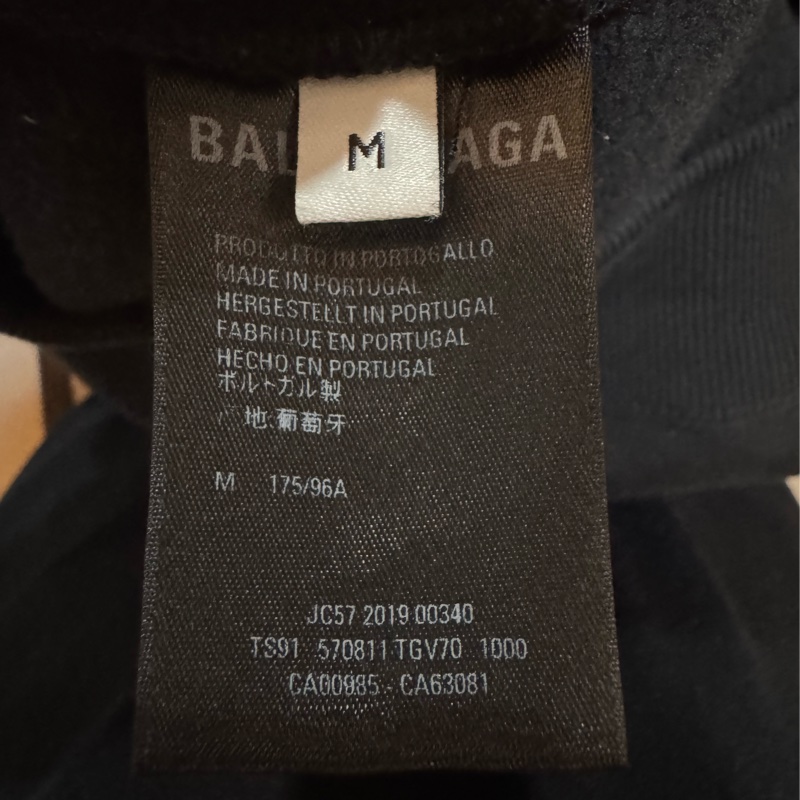 BAL M AGA
PRODOTTO IN PORTOGALLO
MADE IN PORTUGAL
HERGESTELLT IN PORTUGAL
FABRIQUE EN PORTUGAL
HECHO EN PORTUGAL
ポルトガル製
产地:葡萄牙
M 175/96A
JC57 2019 00340
TS91 570811 TGV70 1000
CA00985 - CA63081